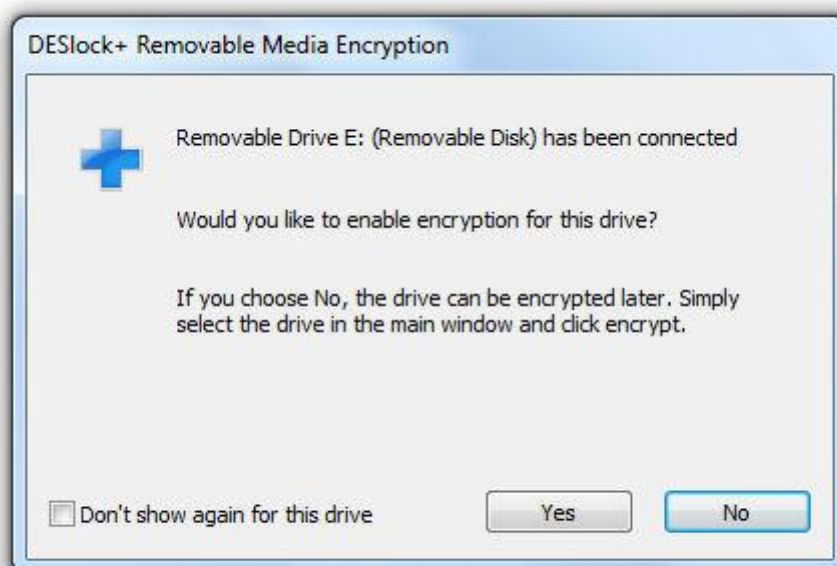 DESlock+ Removable Media Encryption
Removable Drive E: (Removable Disk) has been connected
Would you like to enable encryption for this drive?
If you choose No, the drive can be encrypted later. Simply
select the drive in the main window and click encrypt.
Don't show again for this drive
Yes
No